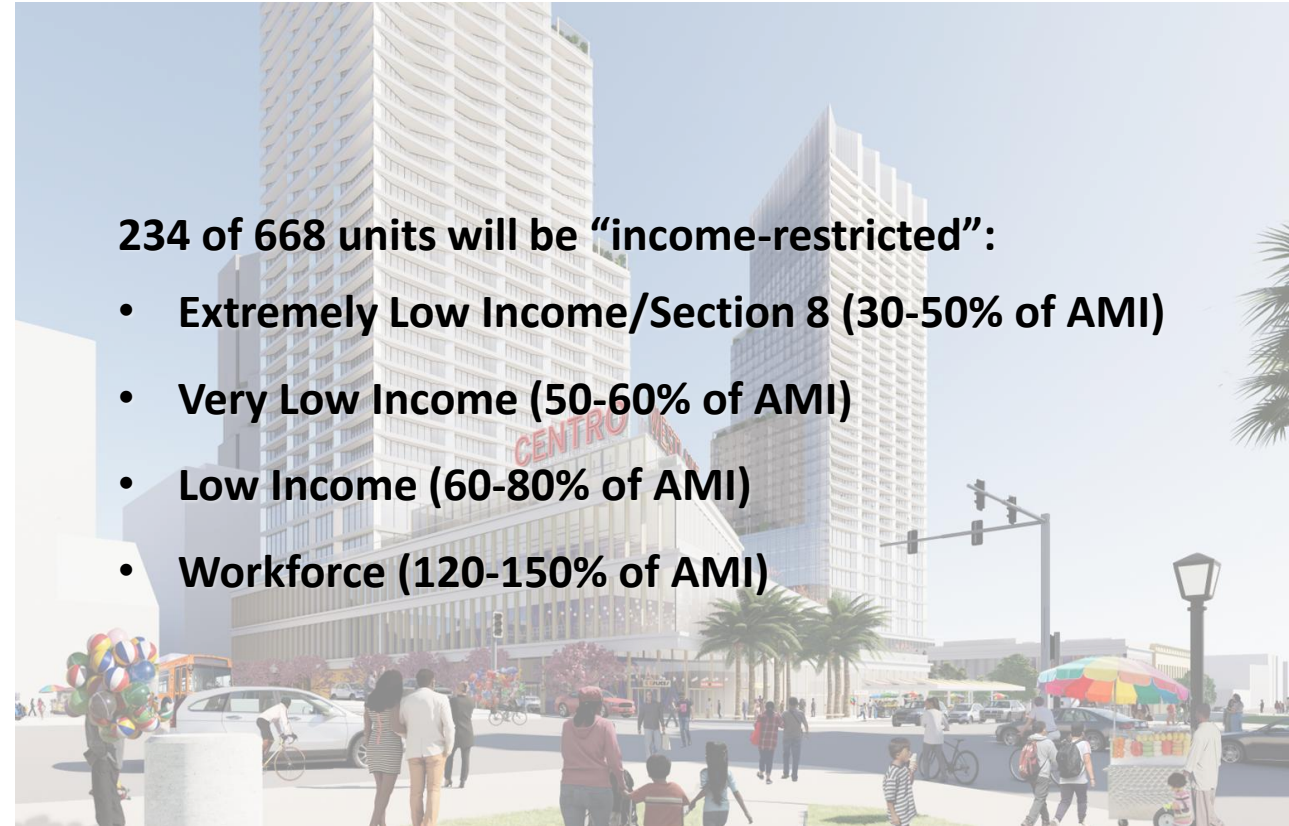 234 of 668 units will be “income-restricted”:
• Extremely Low Income/Section 8 (30-50% of AMI)
• Very Low Income (50-60% of AMI)
• Low Income (60-80% of AMI)
• Workforce (120-150% of AMI)
CENTRO